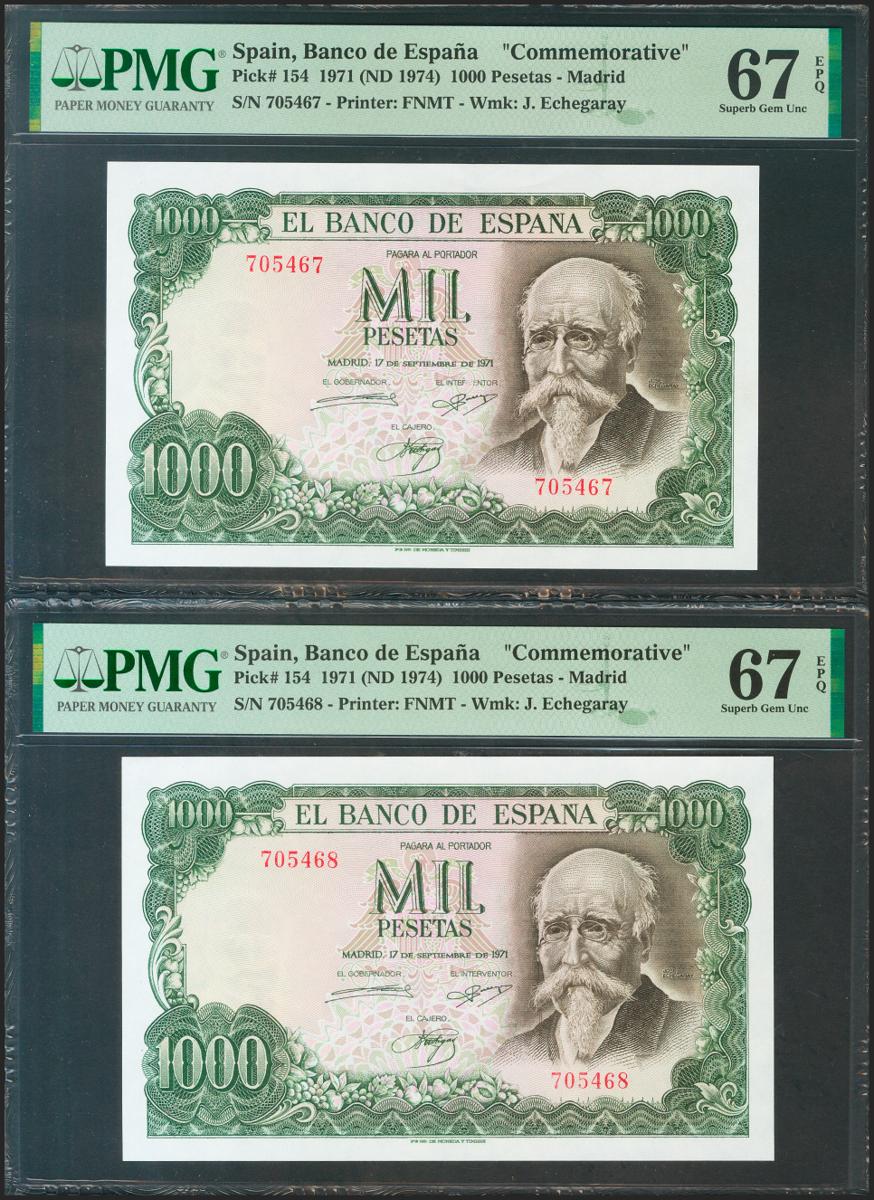 PMG®
PAPER MONEY GUARANTY
Spain, Banco de España "Commemorative"
Pick# 154 1971 (ND 1974) 1000 Pesetas - Madrid
S/N 705467 - Printer: FNMT - Wmk: J. Echegaray
67
EPQ
Superb Gem Unc
1000
EL BANCO DE ESPAÑA
1000
PAGARA AL PORTADOR
705467
MIL
PESETAS
MADRID, 17 DE SEPTIEMBRE DE 1971
EL GOBERNADOR,
EL CAJERO,
1000
705467
PMG®
PAPER MONEY GUARANTY
Spain, Banco de España "Commemorative"
Pick# 154 1971 (ND 1974) 1000 Pesetas - Madrid
S/N 705468 - Printer: FNMT - Wmk: J. Echegaray
67
EPQ
Superb Gem Unc
1000
EL BANCO DE ESPAÑA
1000
PAGARA AL PORTADOR
705468
MIL
PESETAS
MADRID, 17 DE SEPTIEMBRE DE 1971
EL GOBERNADOR, EL INTERVENTOR,
EL CAJERO,
1000
705468